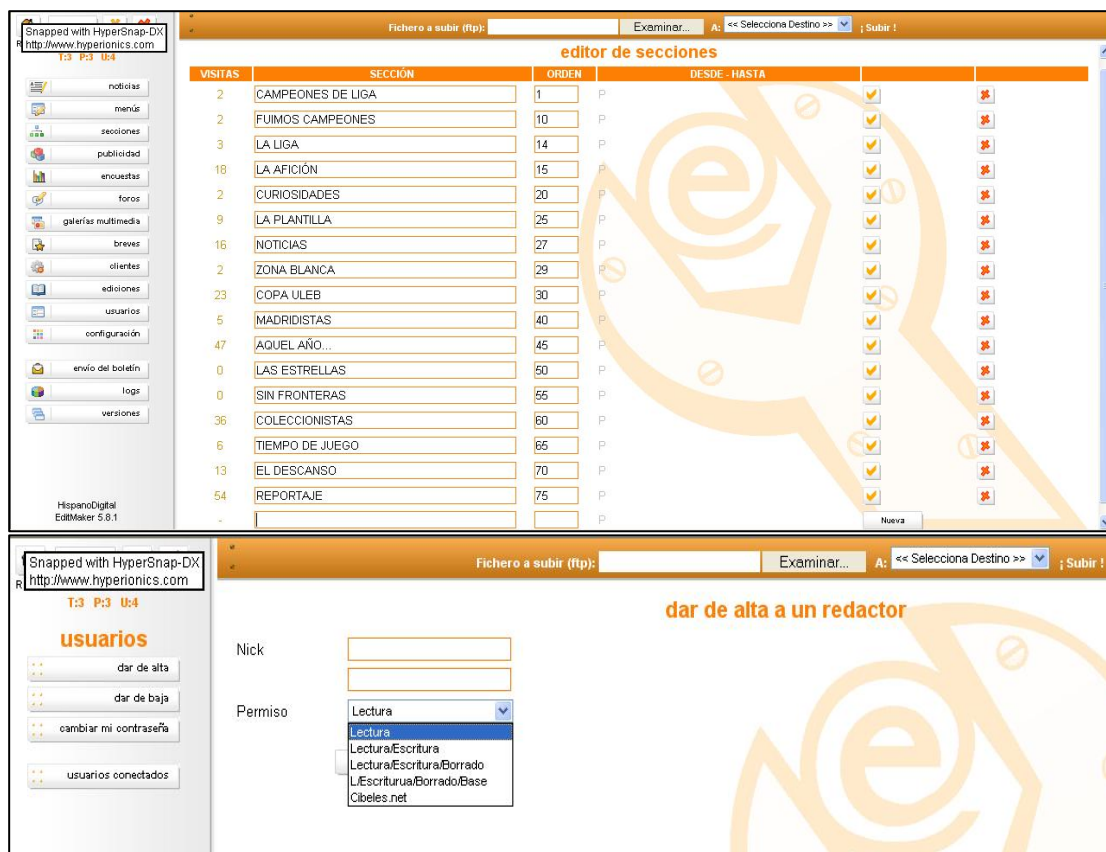 Snapped with HyperSnap-DX
http://www.hyperionics.com
Fichero a subir (ftp): Examinar... A: << Selecciona Destino >> ¡ Subir !
T:3 P:3 U:4
editor de secciones
VISITAS SECCIÓN ORDEN DESDE - HASTA
noticias
menús
secciones
publicidad
encuestas
foros
galerías multimedia
breves
clientes
ediciones
usuarios
configuración
envío del boletín
logs
versiones
HispanoDigital
EditMaker 5.8.1
2 CAMPEONES DE LIGA 1 P
2 FUIMOS CAMPEONES 10 P
3 LA LIGA 14 P
18 LA AFICIÓN 15 P
2 CURIOSIDADES 20 P
9 LA PLANTILLA 25 P
16 NOTICIAS 27 P
2 ZONA BLANCA 29 P
23 COPA ULEB 30 P
5 MADRIDISTAS 40 P
47 AQUEL AÑO... 45 P
0 LAS ESTRELLAS 50 P
0 SIN FRONTERAS 55 P
36 COLECCIONISTAS 60 P
6 TIEMPO DE JUEGO 65 P
13 EL DESCANSO 70 P
54 REPORTAJE 75 P
- P Nueva
Snapped with HyperSnap-DX
http://www.hyperionics.com
Fichero a subir (ftp): Examinar... A: << Selecciona Destino >> ¡ Subir !
T:3 P:3 U:4
usuarios
dar de alta
dar de baja
cambiar mi contraseña
usuarios conectados
dar de alta a un redactor
Nick
Permiso Lectura
Lectura
Lectura/Escritura
Lectura/Escritura/Borrado
L/Escriturua/Borrado/Base
Cibeles.net